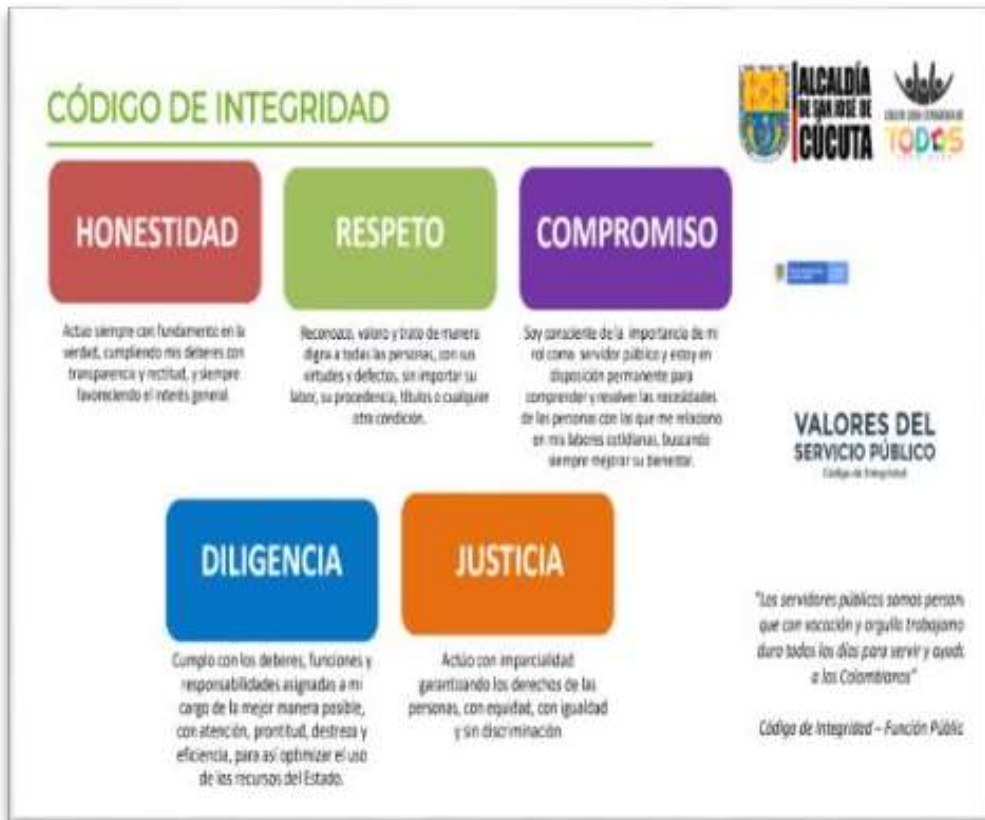 CÓDIGO DE INTEGRIDAD
ALCALDÍA
DE SAN JOSÉ DE
CÚCUTA
TODOS
HONESTIDAD
Actúo siempre con fundamento en la
verdad, cumpliendo mis deberes con
transparencia y rectitud, y siempre
favoreciendo el interés general.
RESPETO
Reconozco, valoro y trato de manera
digna a todas las personas, con sus
virtudes y defectos, sin importar su
labor, su procedencia, títulos o cualquier
otra condición.
COMPROMISO
Soy consciente de la importancia de mi
rol como servidor público y estoy en
disposición permanente para
comprender y resolver las necesidades
de las personas con las que me relaciono
en mis labores cotidianas, buscando
siempre mejorar su bienestar.
VALORES DEL
SERVICIO PÚBLICO
Código de Integridad
DILIGENCIA
Cumplo con los deberes, funciones y
responsabilidades asignadas a mi
cargo de la mejor manera posible,
con atención, prontitud, destreza y
eficiencia, para así optimizar el uso
de los recursos del Estado.
JUSTICIA
Actúo con imparcialidad
garantizando los derechos de las
personas, con equidad, con igualdad
y sin discriminación
"Los servidores públicos somos person
que con vocación y orgullo trabajamo
duro todos los días para servir y ayud
a los Colombianos"
Código de Integridad – Función Públic